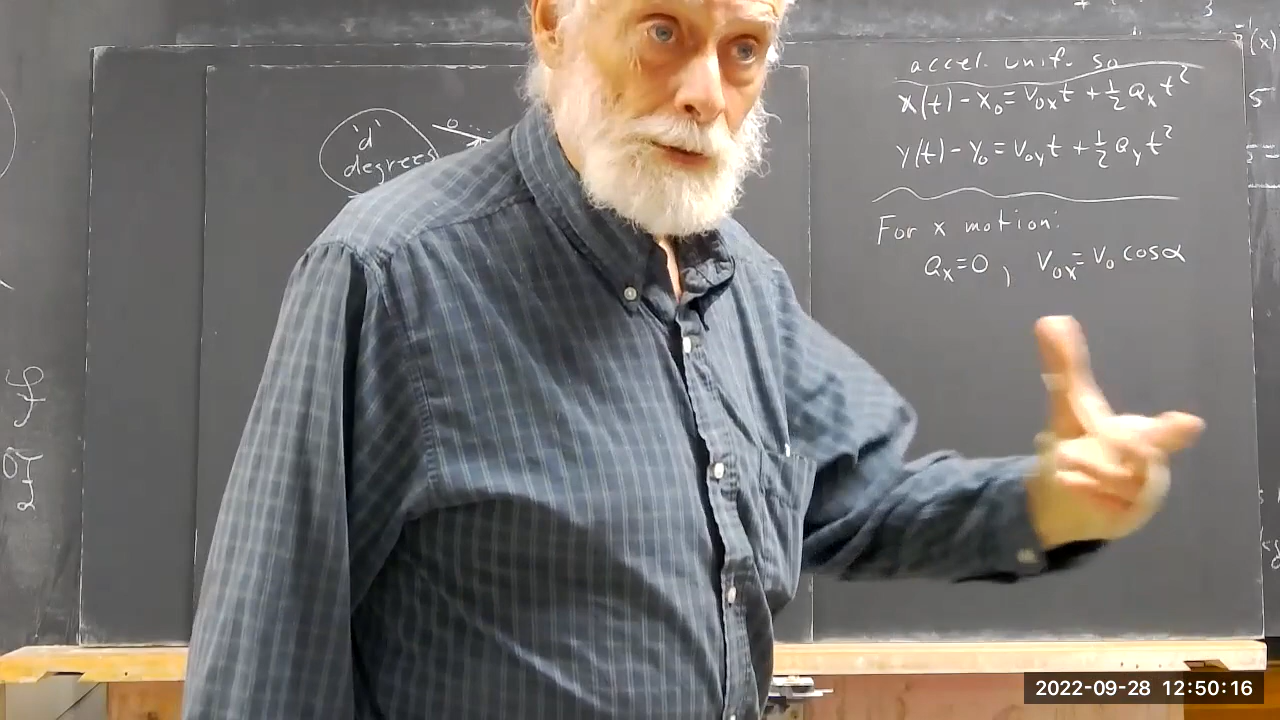 accel. unif. so
x(t) - x₀ = v₀ₓt + ½ aₓt²
y(t) - y₀ = v₀ᵧt + ½ aᵧt²
'd'
degrees
For x motion:
aₓ = 0, v₀ₓ = v₀ cosα
2022-09-28 12:50:16